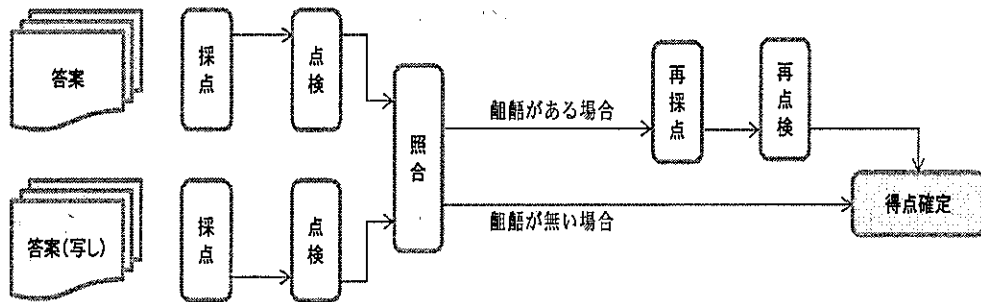 答案
採点
点検
照合
齟齬がある場合
再採点
再点検
得点確定
答案(写し)
採点
点検
齟齬が無い場合